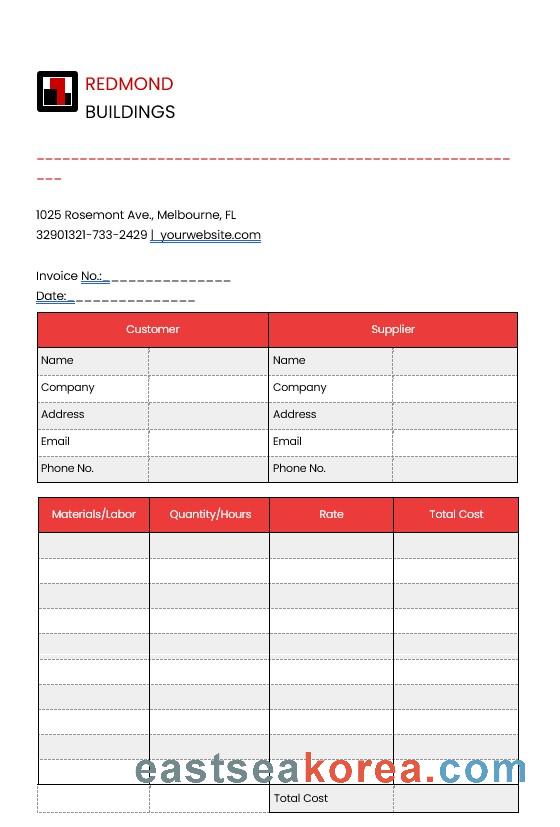 REDMOND
BUILDINGS
1025 Rosemont Ave., Melbourne, FL
32901321-733-2429 | yourwebsite.com
Invoice No.:_______________
Date:_______________
Customer Supplier
Name Name
Company Company
Address Address
Email Email
Phone No. Phone No.
Materials/Labor Quantity/Hours Rate Total Cost
eastseakorea.com
Total Cost